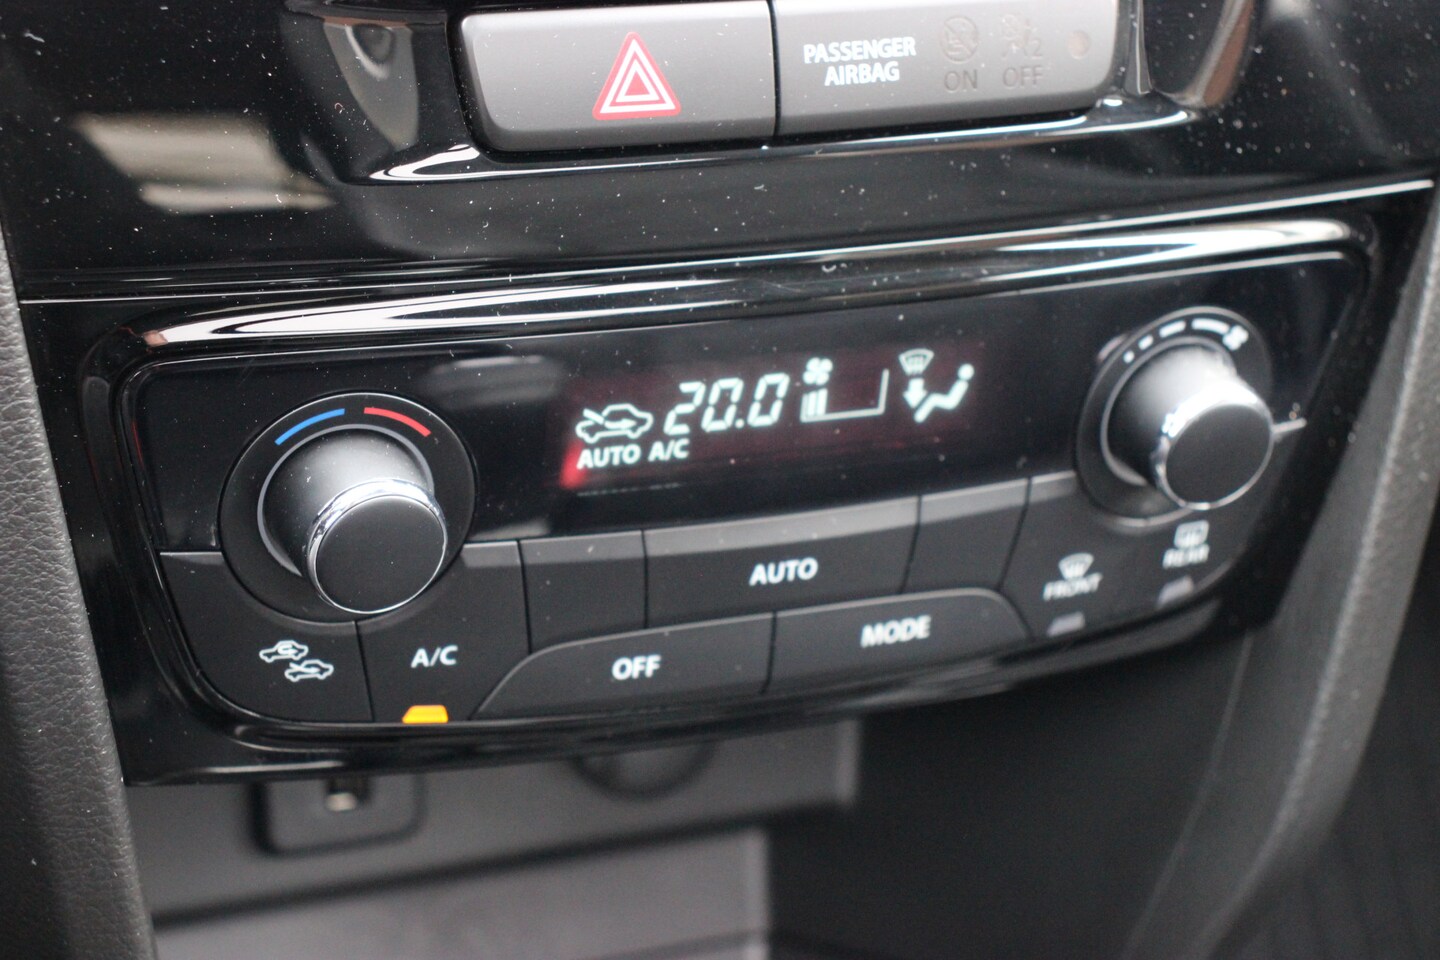 PASSENGER
AIRBAG
ON
OFF
20.0
AUTO A/C
AUTO
FRONT
REAR
A/C
OFF
MODE